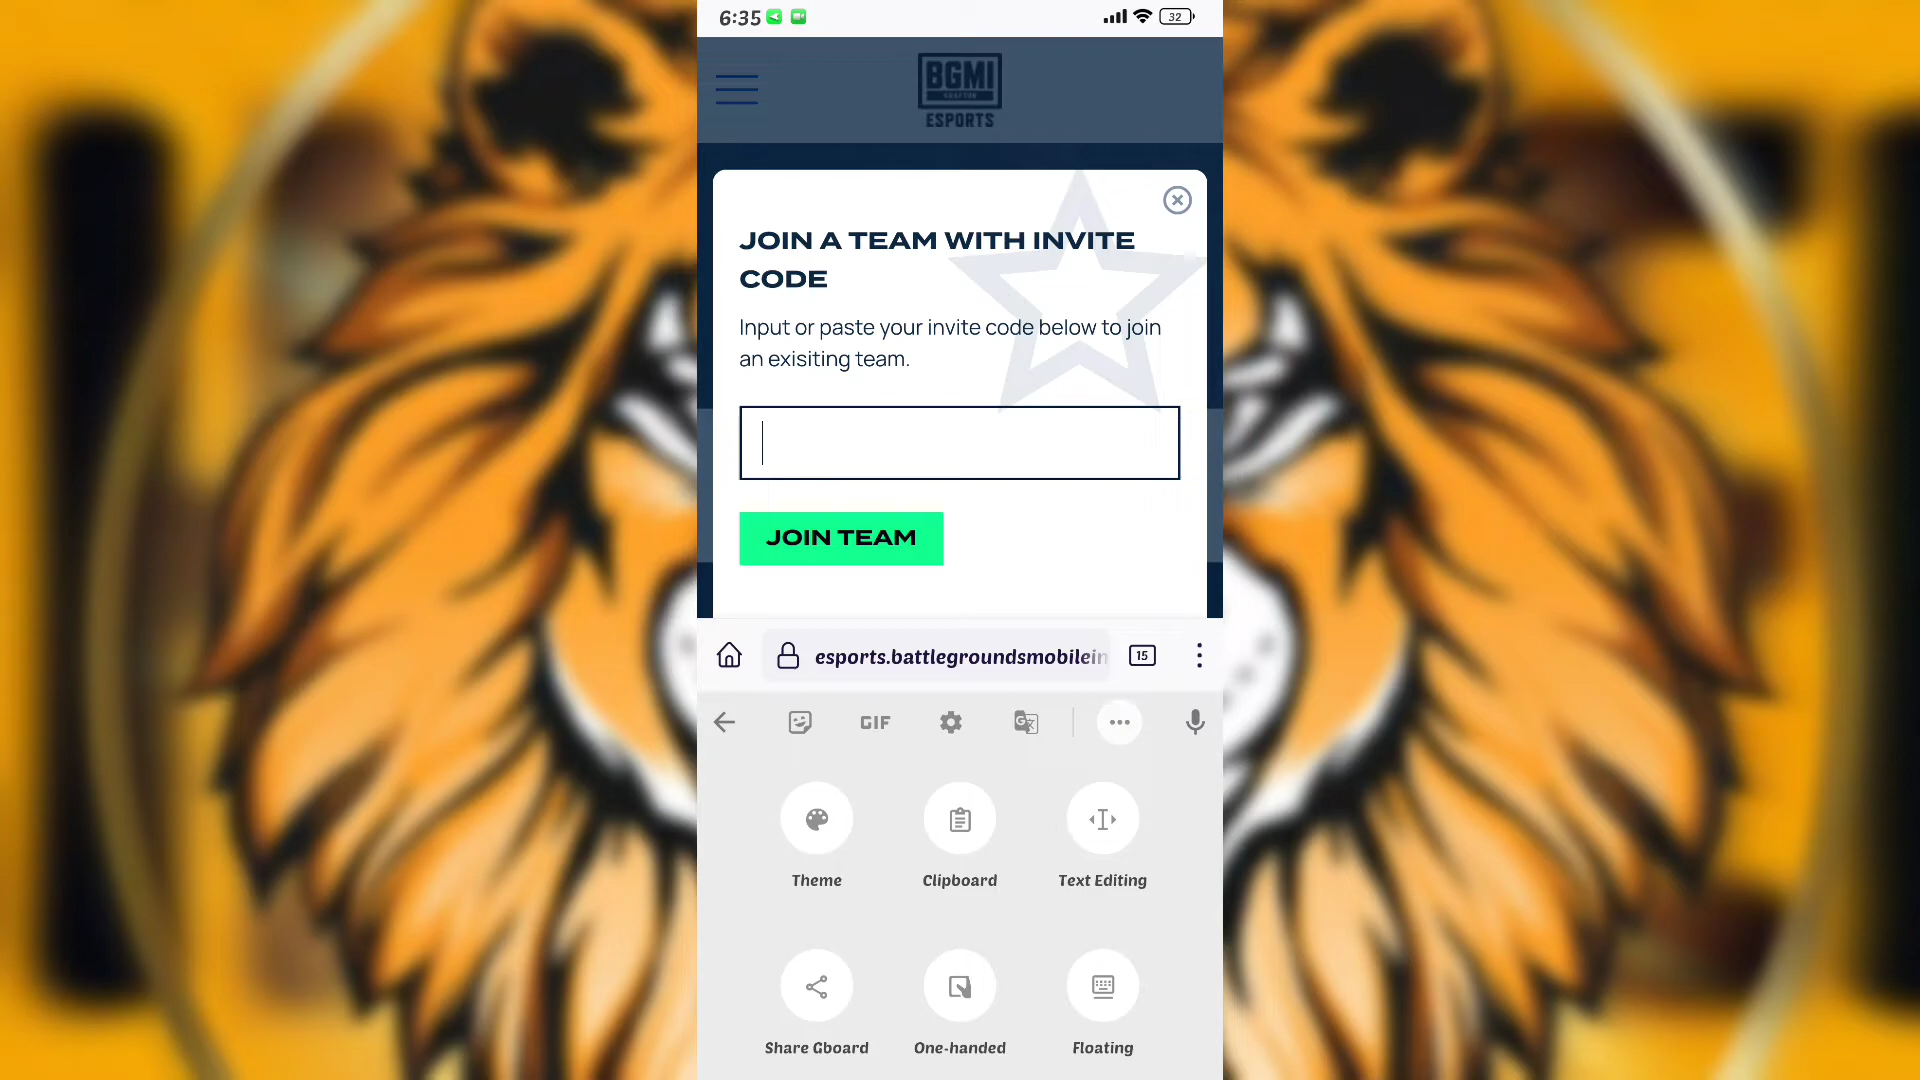 6:35
32
BGMI
KRAFTON
ESPORTS
JOIN A TEAM WITH INVITE
CODE
Input or paste your invite code below to join
an exisiting team.
JOIN TEAM
esports.battlegroundsmobilein
15
GIF
Theme
Clipboard
Text Editing
Share Gboard
One-handed
Floating